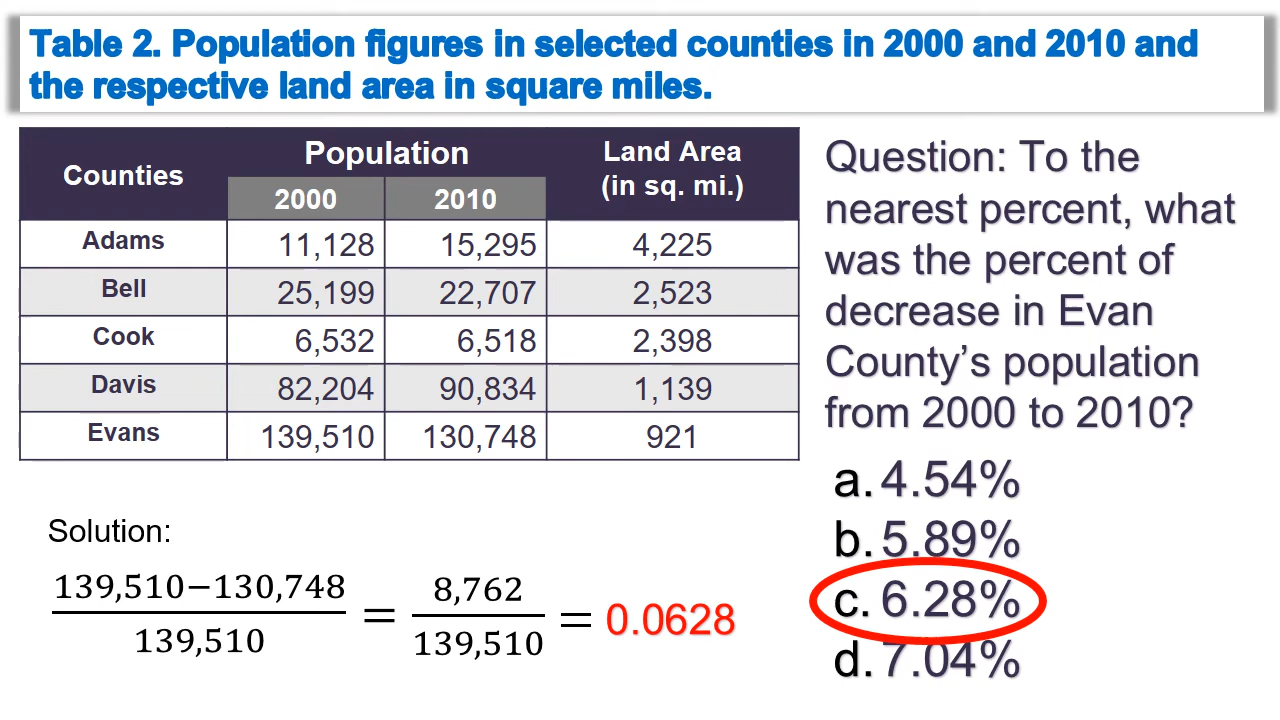 Table 2. Population figures in selected counties in 2000 and 2010 and
the respective land area in square miles.
Counties Population Land Area
(in sq. mi.)
2000 2010
Adams 11,128 15,295 4,225
Bell 25,199 22,707 2,523
Cook 6,532 6,518 2,398
Davis 82,204 90,834 1,139
Evans 139,510 130,748 921
Question: To the
nearest percent, what
was the percent of
decrease in Evan
County’s population
from 2000 to 2010?
a. 4.54%
b. 5.89%
c. 6.28%
d. 7.04%
Solution:
139,510−130,748
139,510
=
8,762
139,510
= 0.0628